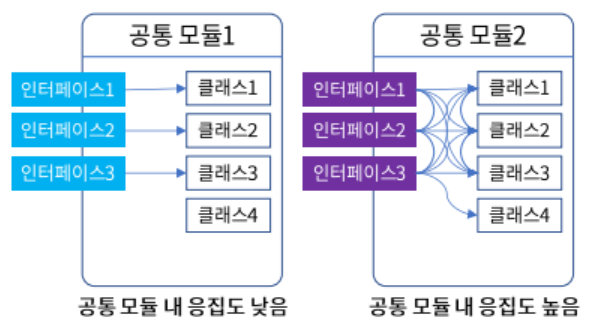 공통 모듈1
인터페이스1
클래스1
인터페이스2
클래스2
인터페이스3
클래스3
클래스4
공통 모듈 내 응집도 낮음
공통 모듈2
인터페이스1
클래스1
인터페이스2
클래스2
인터페이스3
클래스3
클래스4
공통 모듈 내 응집도 높음